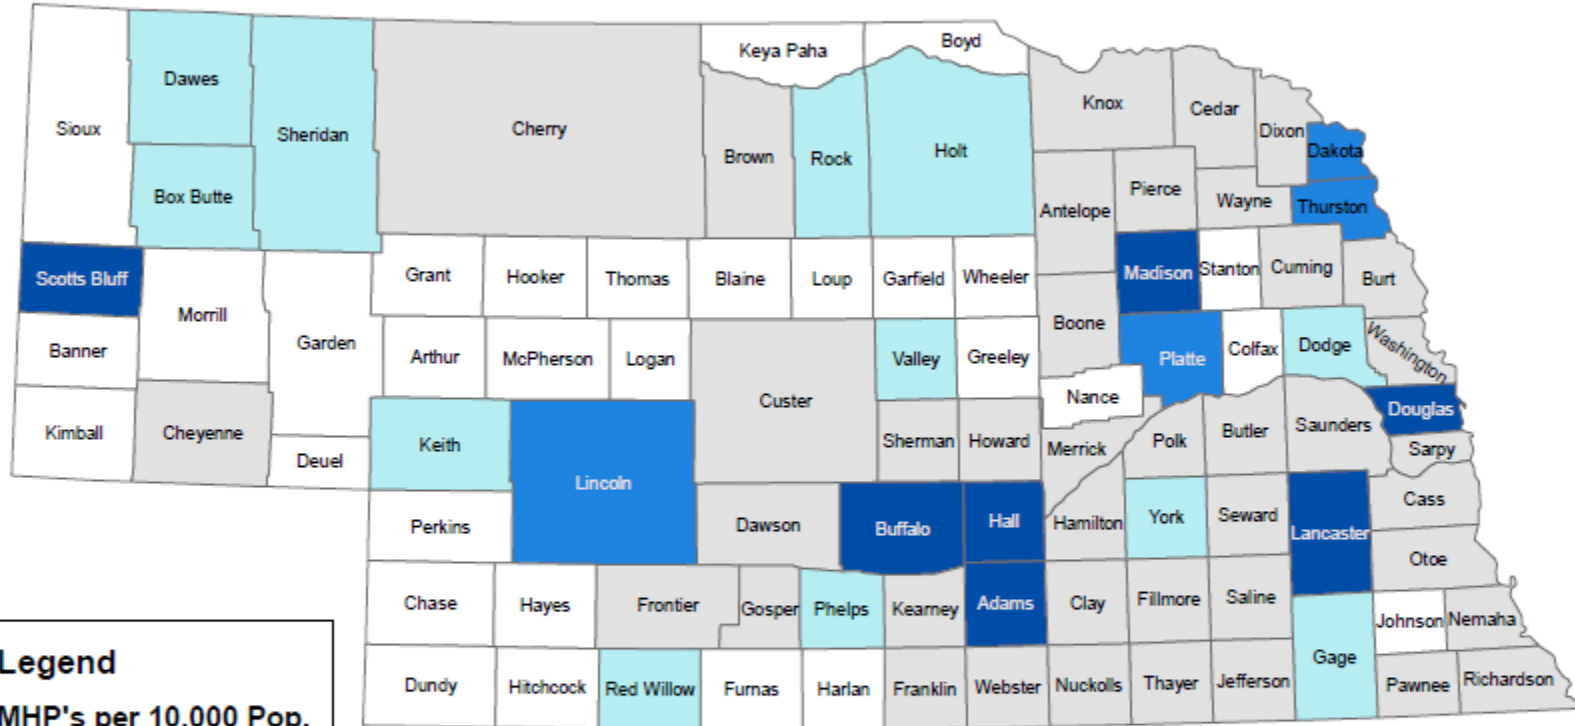 Keya Paha
Boyd
Dawes
Sioux
Sheridan
Cherry
Brown
Rock
Holt
Knox
Cedar
Dixon
Dakota
Box Butte
Antelope
Pierce
Wayne
Thurston
Scotts Bluff
Morrill
Garden
Grant
Hooker
Thomas
Blaine
Loup
Garfield
Wheeler
Madison
Stanton
Cuming
Burt
Banner
Arthur
McPherson
Logan
Custer
Valley
Greeley
Boone
Platte
Colfax
Dodge
Washington
Kimball
Cheyenne
Deuel
Keith
Lincoln
Sherman
Howard
Nance
Merrick
Polk
Butler
Saunders
Douglas
Sarpy
Perkins
Dawson
Buffalo
Hall
Hamilton
York
Seward
Lancaster
Cass
Otoe
Chase
Hayes
Frontier
Gosper
Phelps
Kearney
Adams
Clay
Fillmore
Saline
Johnson
Nemaha
Dundy
Hitchcock
Red Willow
Furnas
Harlan
Franklin
Webster
Nuckolls
Thayer
Jefferson
Gage
Pawnee
Richardson
Legend
MHP's per 10,000 Pop.